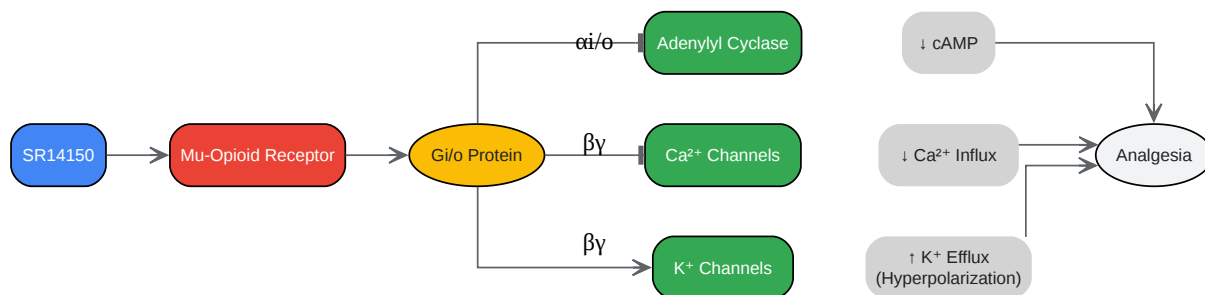 αi/o
Adenylyl Cyclase
↓ cAMP
SR14150
Mu-Opioid Receptor
Gi/o Protein
βγ
Ca²⁺ Channels
↓ Ca²⁺ Influx
Analgesia
βγ
K⁺ Channels
↑ K⁺ Efflux
(Hyperpolarization)